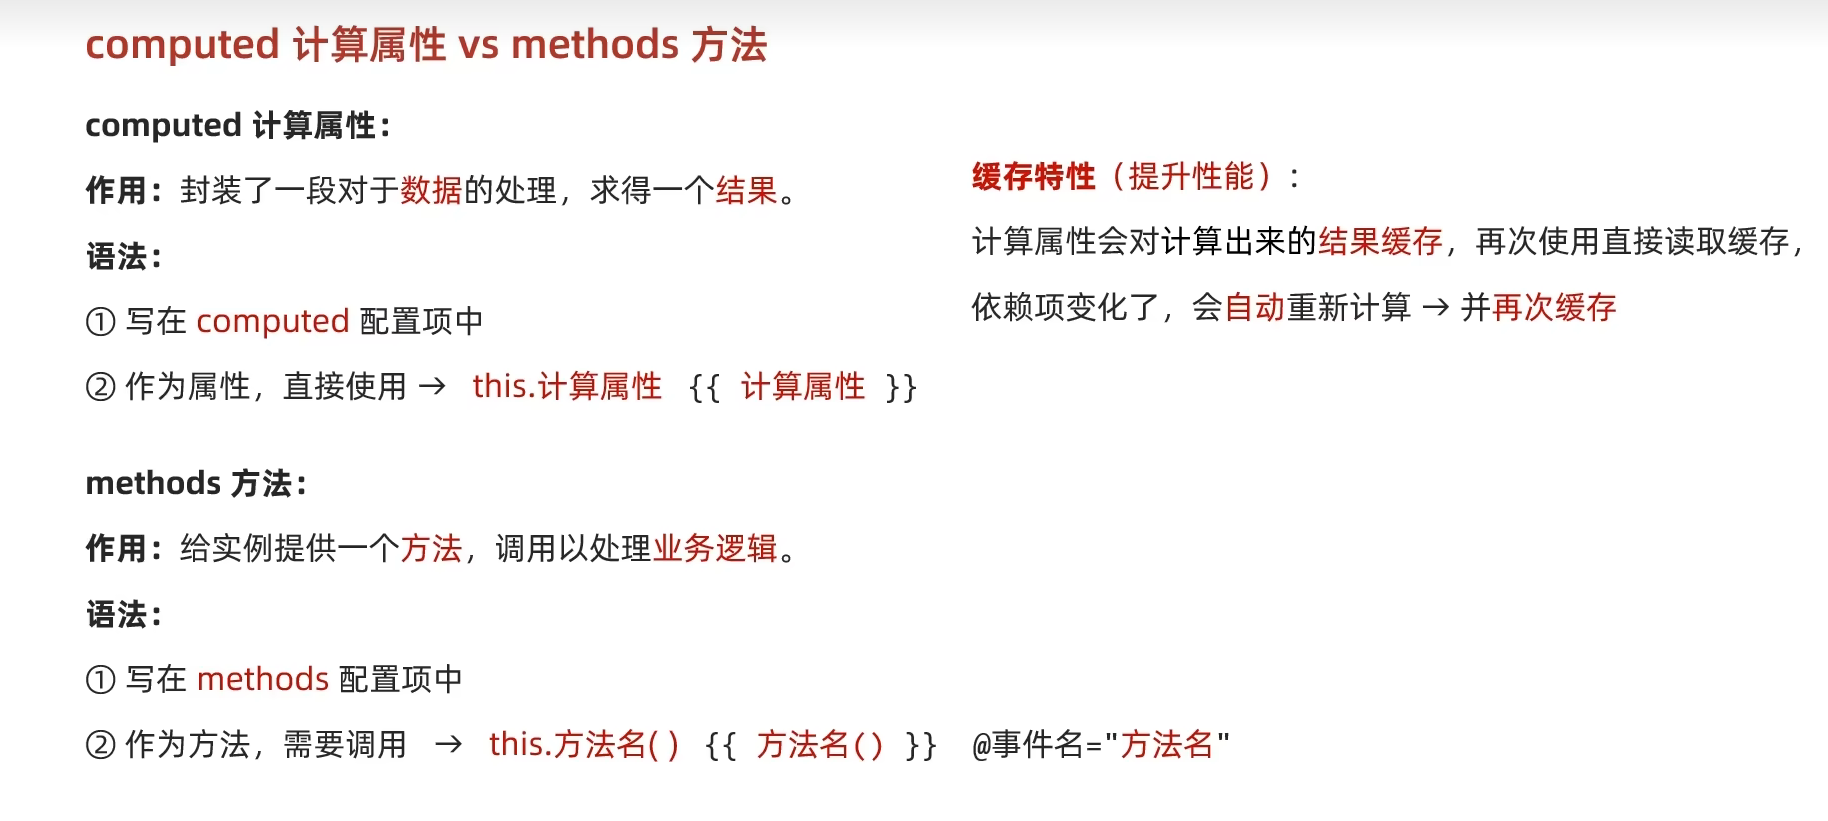 computed 计算属性 vs methods 方法
computed 计算属性：
作用：封装了一段对于数据的处理，求得一个结果。
语法：
① 写在 computed 配置项中
② 作为属性，直接使用 → this.计算属性 {{ 计算属性 }}
缓存特性（提升性能）：
计算属性会对计算出来的结果缓存，再次使用直接读取缓存，
依赖项变化了，会自动重新计算 → 并再次缓存
methods 方法：
作用：给实例提供一个方法，调用以处理业务逻辑。
语法：
① 写在 methods 配置项中
② 作为方法，需要调用 → this.方法名( ) {{ 方法名() }} @事件名="方法名"